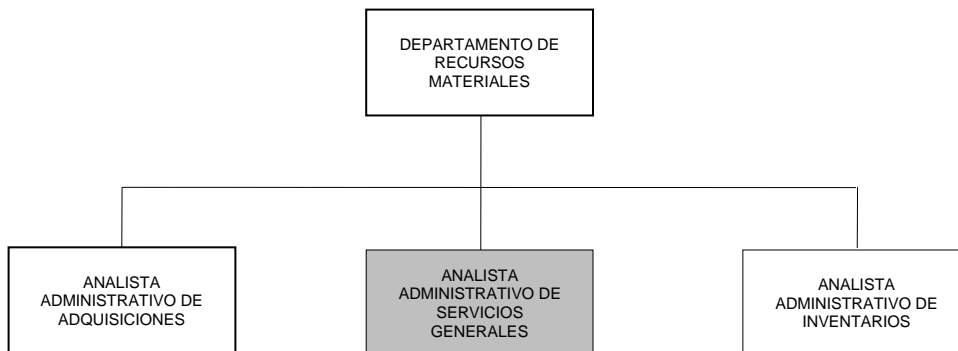 DEPARTAMENTO DE
RECURSOS
MATERIALES
ANALISTA
ADMINISTRATIVO DE
ADQUISICIONES
ANALISTA
ADMINISTRATIVO DE
SERVICIOS
GENERALES
ANALISTA
ADMINISTRATIVO DE
INVENTARIOS